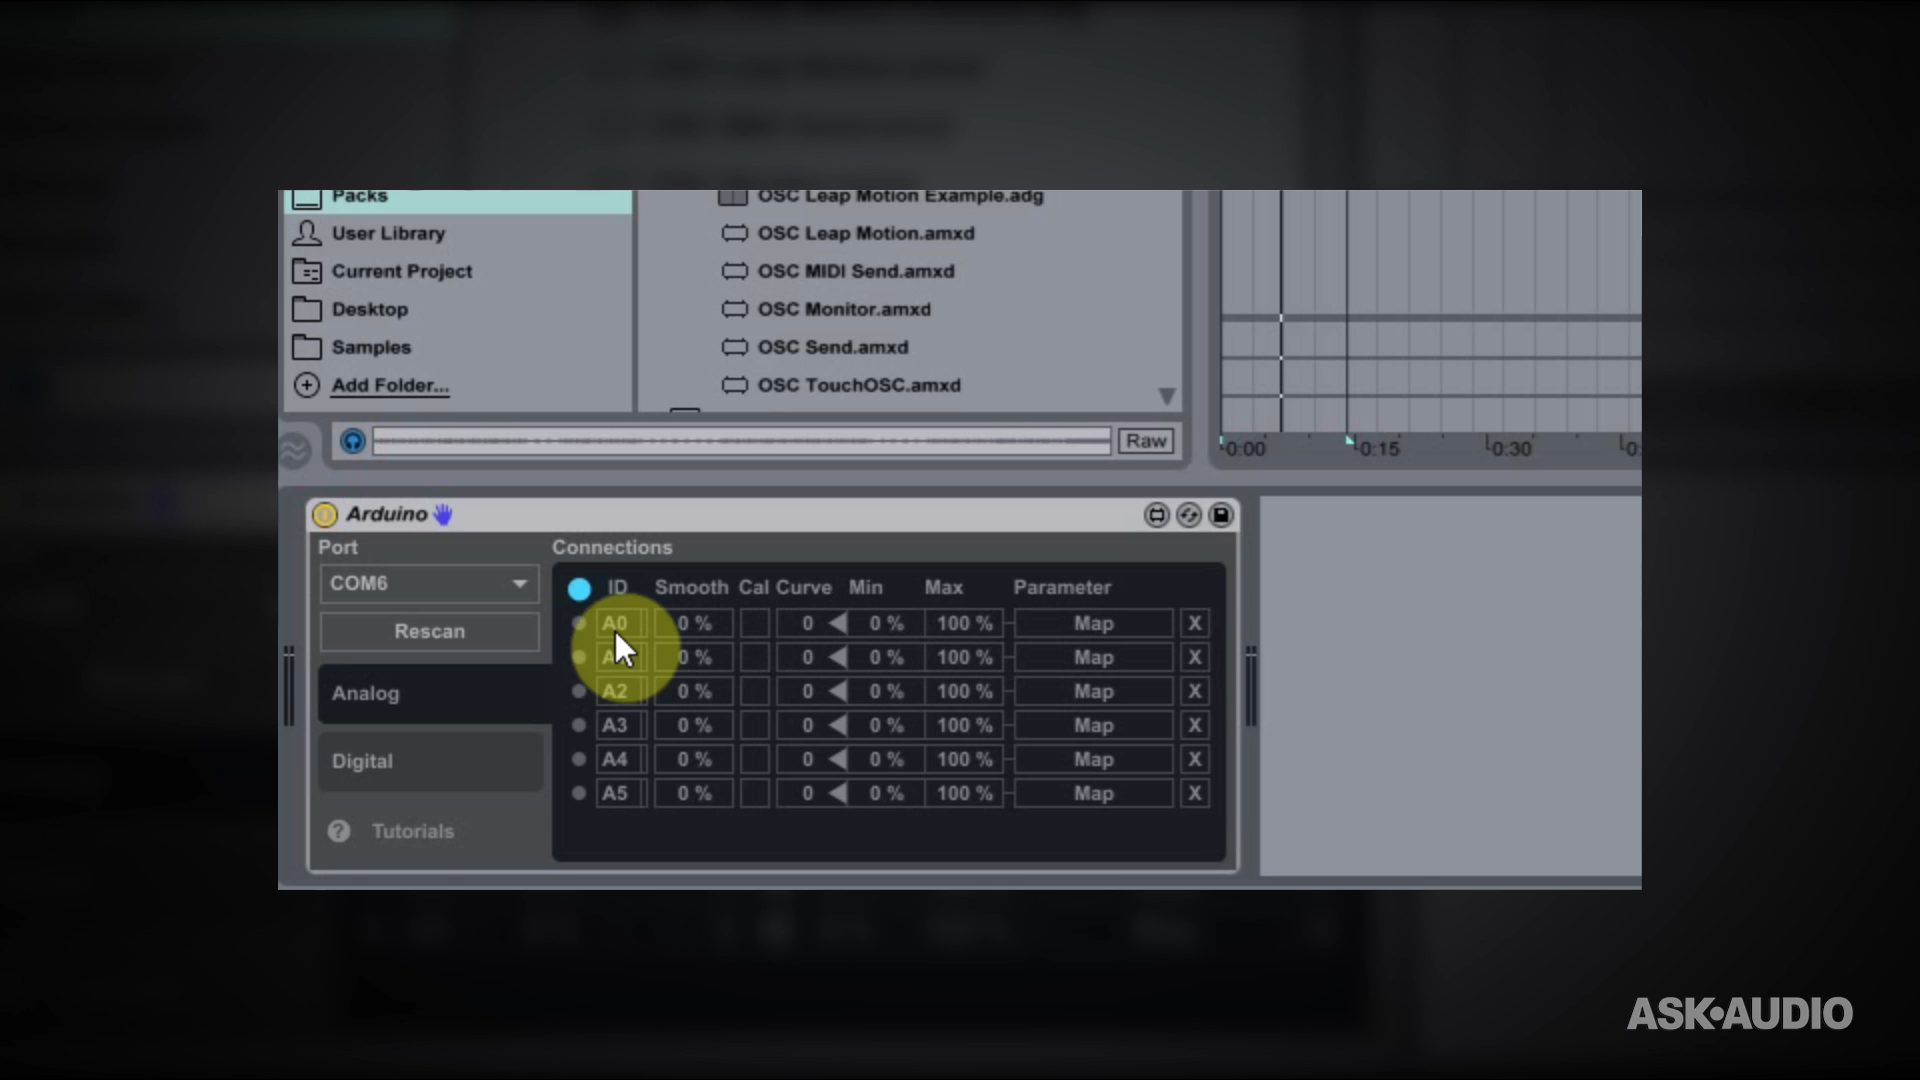 Packs
User Library
Current Project
Desktop
Samples
Add Folder...
OSC Leap Motion Example.adg
OSC Leap Motion.amxd
OSC MIDI Send.amxd
OSC Monitor.amxd
OSC Send.amxd
OSC TouchOSC.amxd
Raw
0:00 0:15 0:30
Arduino
Port
COM6
Rescan
Analog
Digital
? Tutorials
Connections
ID Smooth Cal Curve Min Max Parameter
A0 0 % 0 0 % 100 % Map X
0 % 0 0 % 100 % Map X
A2 0 % 0 0 % 100 % Map X
A3 0 % 0 0 % 100 % Map X
A4 0 % 0 0 % 100 % Map X
A5 0 % 0 0 % 100 % Map X
ASK•AUDIO